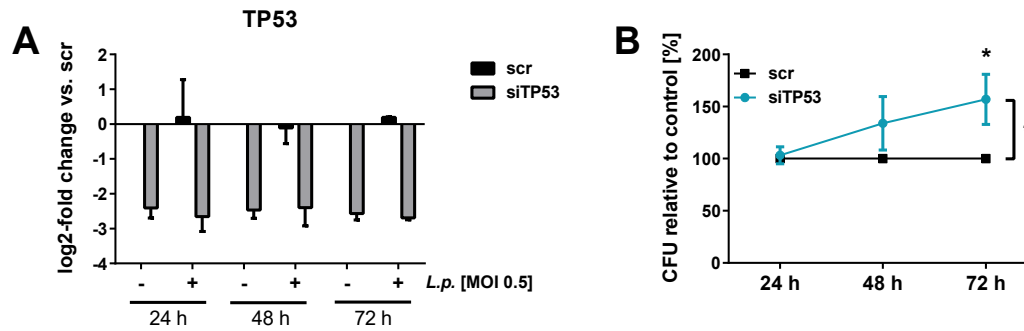 A
TP53
log2-fold change vs. scr
2
1
0
-1
-2
-3
-4
scr
siTP53
- + - + - + L.p. [MOI 0.5]
24 h 48 h 72 h
B
CFU relative to control [%]
200
150
100
50
0
scr
siTP53
*
24 h 48 h 72 h